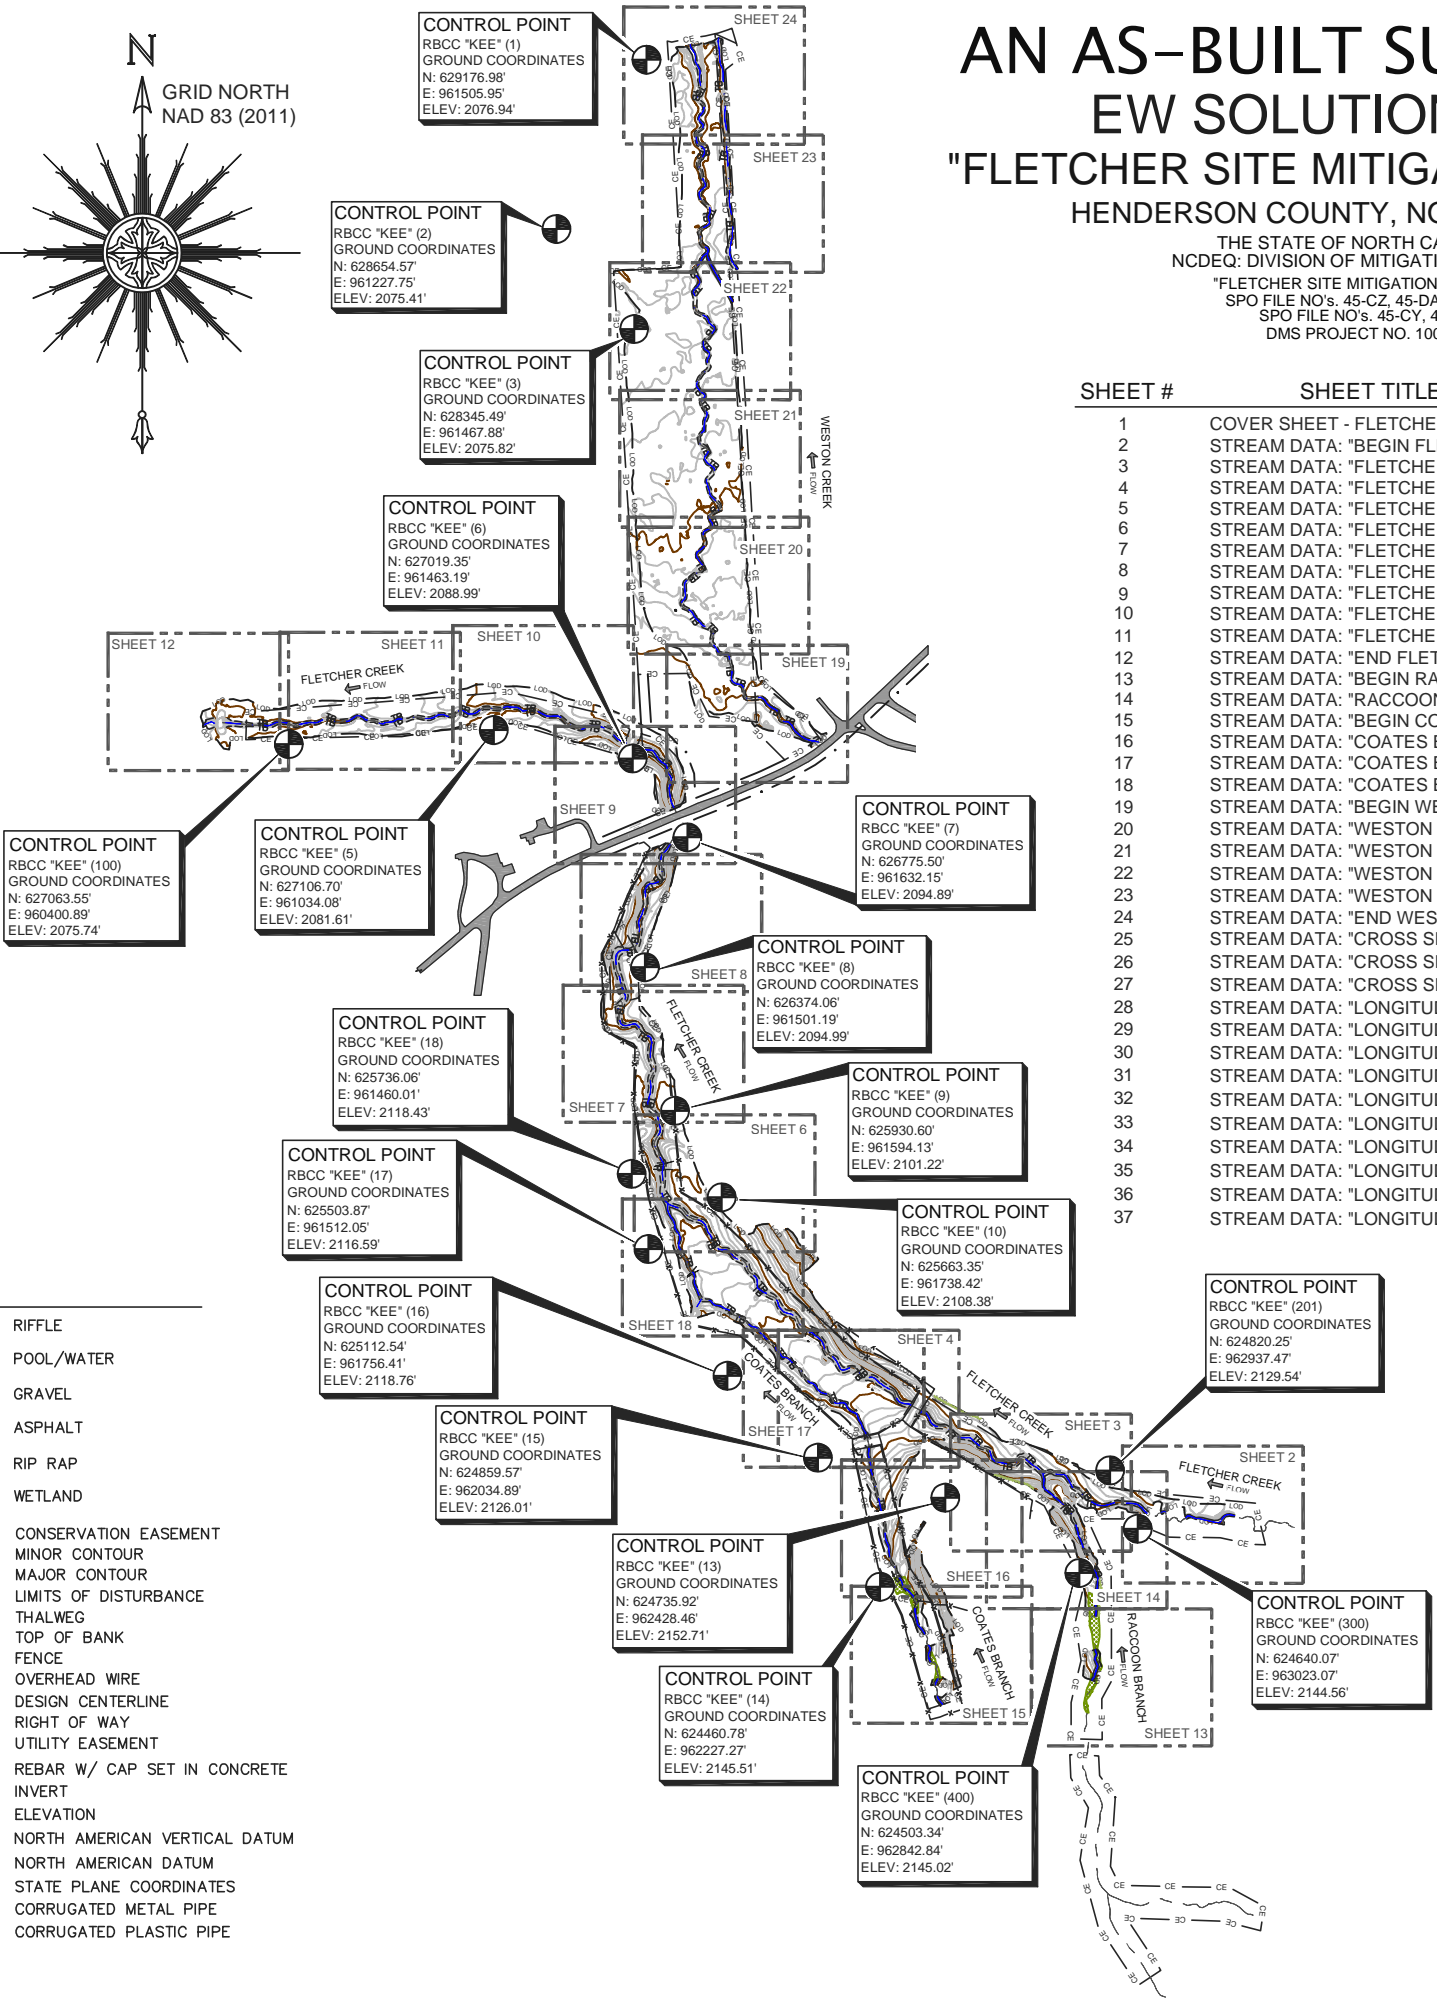 AN AS-BUILT SU
EW SOLUTION
"FLETCHER SITE MITIGA
HENDERSON COUNTY, NO
THE STATE OF NORTH CA
NCDEQ: DIVISION OF MITIGATI
"FLETCHER SITE MITIGATION
SPO FILE NO's. 45-CZ, 45-DA
SPO FILE NO's. 45-CY, 4
DMS PROJECT NO. 100
N
GRID NORTH
NAD 83 (2011)
CONTROL POINT
RBCC "KEE" (1)
GROUND COORDINATES
N: 629176.98'
E: 961505.95'
ELEV: 2076.94'
CONTROL POINT
RBCC "KEE" (2)
GROUND COORDINATES
N: 628654.57'
E: 961227.75'
ELEV: 2075.41'
CONTROL POINT
RBCC "KEE" (3)
GROUND COORDINATES
N: 628345.49'
E: 961467.88'
ELEV: 2075.82'
CONTROL POINT
RBCC "KEE" (6)
GROUND COORDINATES
N: 627019.35'
E: 961463.19'
ELEV: 2088.99'
SHEET 24
SHEET 23
SHEET 22
SHEET 21
SHEET 20
SHEET 19
WESTON CREEK
FLOW
SHEET 12
SHEET 11
SHEET 10
FLETCHER CREEK
FLOW
SHEET 9
CONTROL POINT
RBCC "KEE" (100)
GROUND COORDINATES
N: 627063.55'
E: 960400.89'
ELEV: 2075.74'
CONTROL POINT
RBCC "KEE" (5)
GROUND COORDINATES
N: 627106.70'
E: 961034.08'
ELEV: 2081.61'
CONTROL POINT
RBCC "KEE" (7)
GROUND COORDINATES
N: 626775.50'
E: 961632.15'
ELEV: 2094.89'
CONTROL POINT
RBCC "KEE" (8)
GROUND COORDINATES
N: 626374.06'
E: 961501.19'
ELEV: 2094.99'
SHEET 8
FLETCHER CREEK
FLOW
SHEET 7
SHEET 6
CONTROL POINT
RBCC "KEE" (18)
GROUND COORDINATES
N: 625736.06'
E: 961460.01'
ELEV: 2118.43'
CONTROL POINT
RBCC "KEE" (9)
GROUND COORDINATES
N: 625930.60'
E: 961594.13'
ELEV: 2101.22'
CONTROL POINT
RBCC "KEE" (17)
GROUND COORDINATES
N: 625503.87'
E: 961512.05'
ELEV: 2116.59'
CONTROL POINT
RBCC "KEE" (10)
GROUND COORDINATES
N: 625663.35'
E: 961738.42'
ELEV: 2108.38'
CONTROL POINT
RBCC "KEE" (16)
GROUND COORDINATES
N: 625112.54'
E: 961756.41'
ELEV: 2118.76'
SHEET 18
SHEET 4
COATES BRANCH
FLOW
SHEET 17
FLETCHER CREEK
FLOW
SHEET 3
CONTROL POINT
RBCC "KEE" (201)
GROUND COORDINATES
N: 624820.25'
E: 962937.47'
ELEV: 2129.54'
SHEET 2
FLETCHER CREEK
FLOW
CONTROL POINT
RBCC "KEE" (15)
GROUND COORDINATES
N: 624859.57'
E: 962034.89'
ELEV: 2126.01'
CONTROL POINT
RBCC "KEE" (13)
GROUND COORDINATES
N: 624735.92'
E: 962428.46'
ELEV: 2152.71'
SHEET 16
SHEET 14
COATES BRANCH
FLOW
RACCOON BRANCH
FLOW
SHEET 15
SHEET 13
CONTROL POINT
RBCC "KEE" (300)
GROUND COORDINATES
N: 624640.07'
E: 963023.07'
ELEV: 2144.56'
CONTROL POINT
RBCC "KEE" (14)
GROUND COORDINATES
N: 624460.78'
E: 962227.27'
ELEV: 2145.51'
CONTROL POINT
RBCC "KEE" (400)
GROUND COORDINATES
N: 624503.34'
E: 962842.84'
ELEV: 2145.02'
SHEET # SHEET TITLE
1 COVER SHEET - FLETCHE
2 STREAM DATA: "BEGIN FL
3 STREAM DATA: "FLETCHE
4 STREAM DATA: "FLETCHE
5 STREAM DATA: "FLETCHE
6 STREAM DATA: "FLETCHE
7 STREAM DATA: "FLETCHE
8 STREAM DATA: "FLETCHE
9 STREAM DATA: "FLETCHE
10 STREAM DATA: "FLETCHE
11 STREAM DATA: "FLETCHE
12 STREAM DATA: "END FLET
13 STREAM DATA: "BEGIN RA
14 STREAM DATA: "RACCOON
15 STREAM DATA: "BEGIN CO
16 STREAM DATA: "COATES B
17 STREAM DATA: "COATES B
18 STREAM DATA: "COATES B
19 STREAM DATA: "BEGIN WE
20 STREAM DATA: "WESTON
21 STREAM DATA: "WESTON
22 STREAM DATA: "WESTON
23 STREAM DATA: "WESTON
24 STREAM DATA: "END WES
25 STREAM DATA: "CROSS SE
26 STREAM DATA: "CROSS SE
27 STREAM DATA: "CROSS SE
28 STREAM DATA: "LONGITUD
29 STREAM DATA: "LONGITUD
30 STREAM DATA: "LONGITUD
31 STREAM DATA: "LONGITUD
32 STREAM DATA: "LONGITUD
33 STREAM DATA: "LONGITUD
34 STREAM DATA: "LONGITUD
35 STREAM DATA: "LONGITUD
36 STREAM DATA: "LONGITUD
37 STREAM DATA: "LONGITUD
RIFFLE
POOL/WATER
GRAVEL
ASPHALT
RIP RAP
WETLAND
CONSERVATION EASEMENT
MINOR CONTOUR
MAJOR CONTOUR
LIMITS OF DISTURBANCE
THALWEG
TOP OF BANK
FENCE
OVERHEAD WIRE
DESIGN CENTERLINE
RIGHT OF WAY
UTILITY EASEMENT
REBAR W/ CAP SET IN CONCRETE
INVERT
ELEVATION
NORTH AMERICAN VERTICAL DATUM
NORTH AMERICAN DATUM
STATE PLANE COORDINATES
CORRUGATED METAL PIPE
CORRUGATED PLASTIC PIPE